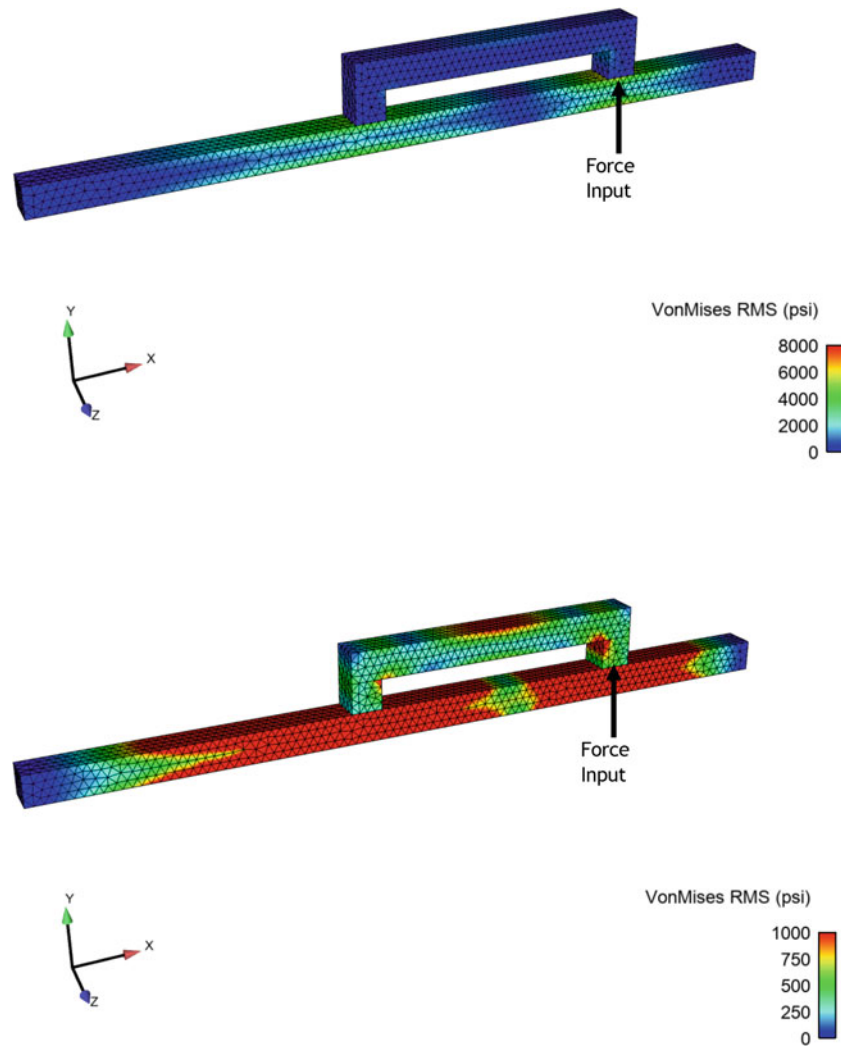 Force
Input
VonMises RMS (psi)
Y
X
Z
8000
6000
4000
2000
0
Force
Input
VonMises RMS (psi)
Y
X
Z
1000
750
500
250
0